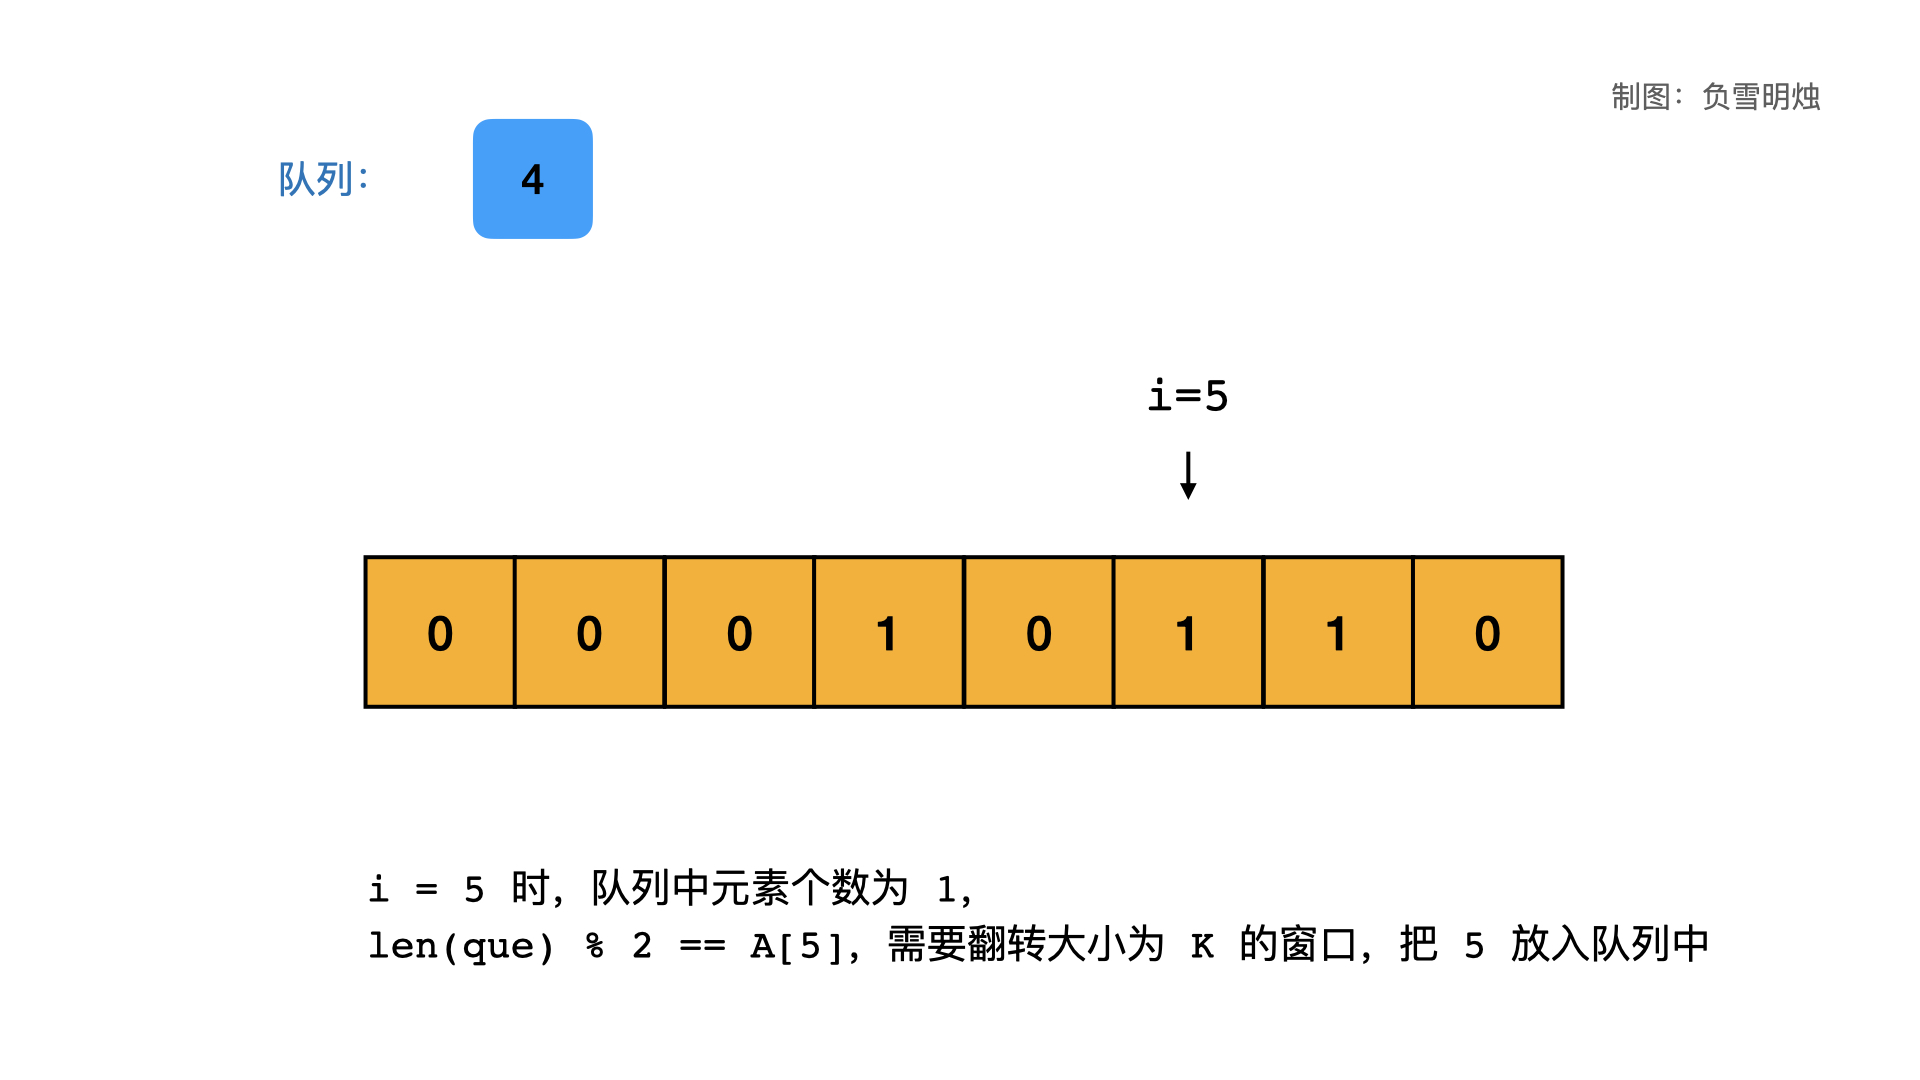 制图：负雪明烛
队列： 4
i=5
0 0 0 1 0 1 1 0
i = 5 时，队列中元素个数为 1，
len(que) % 2 == A[5]，需要翻转大小为 K 的窗口，把 5 放入队列中